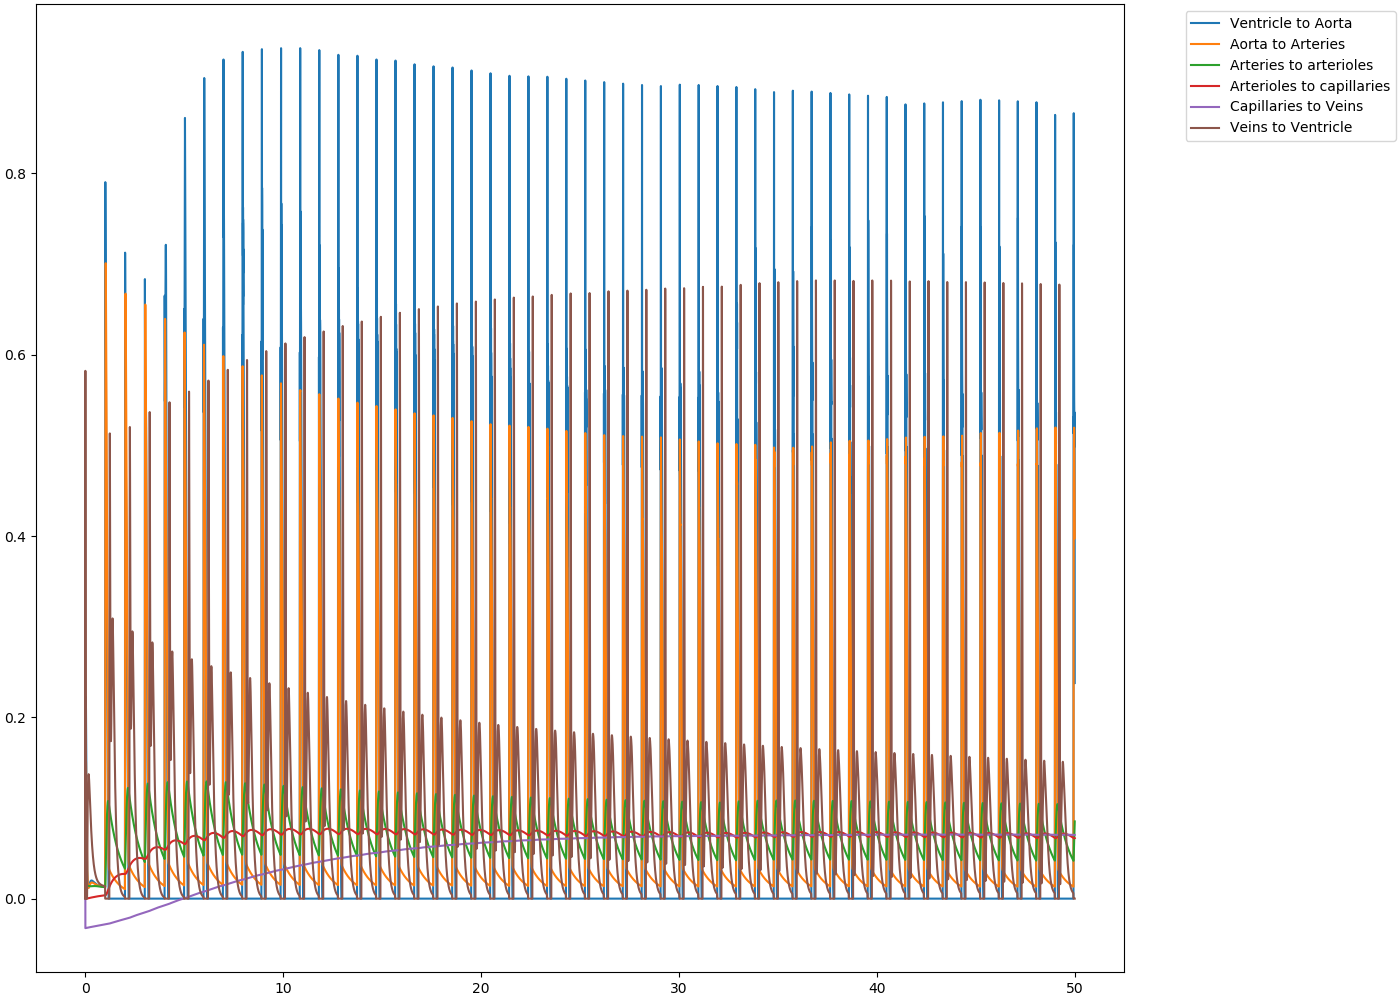 Ventricle to Aorta
Aorta to Arteries
Arteries to arterioles
Arterioles to capillaries
Capillaries to Veins
Veins to Ventricle
0.8
0.6
0.4
0.2
0.0
0 10 20 30 40 50